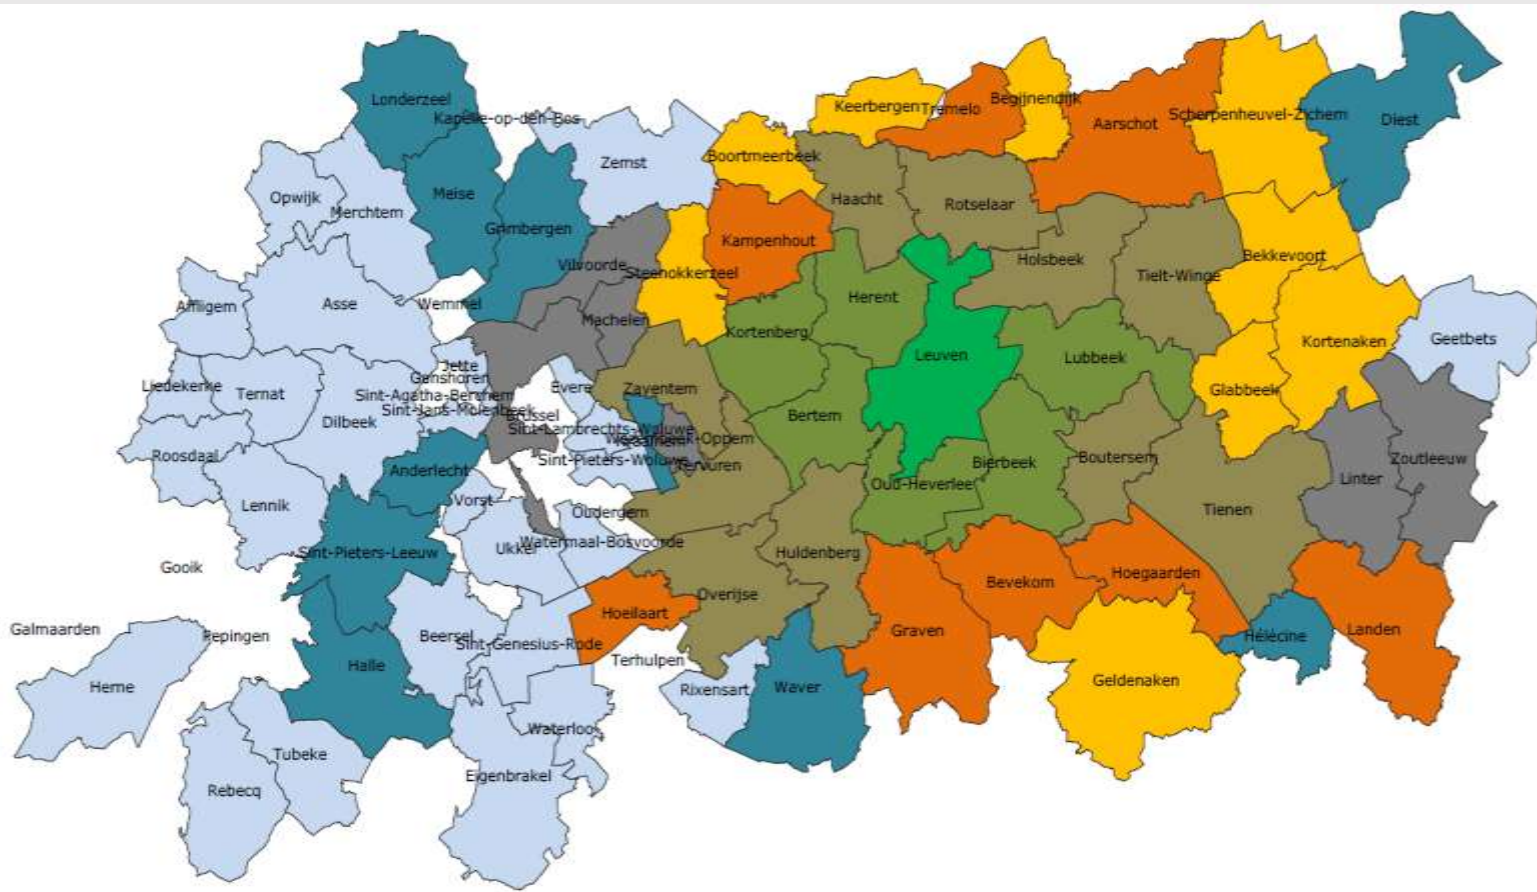 Londerzeel
Kapelle-op-den-Bos
Keerbergen
Tremelo
Begijnendijk
Aarschot
Scherpenheuvel-Zichem
Diest
Zemst
Boortmeerbeek
Opwijk
Merchtem
Meise
Grimbergen
Haacht
Rotselaar
Kampenhout
Vilvoorde
Steenokkerzeel
Holsbeek
Tielt-Winge
Bekkevoort
Affligem
Asse
Wemmel
Machelen
Kortenberg
Herent
Leuven
Lubbeek
Kortenaken
Geetbets
Liedekerke
Ternat
Dilbeek
Jette
Ganshoren
Sint-Agatha-Berchem
Sint-Jans-Molenbeek
Brussel
Evere
Zaventem
Sint-Lambrechts-Woluwe
Wezembeek-Oppem
Bertem
Glabbeek
Roosdaal
Lennik
Anderlecht
Sint-Pieters-Woluwe
Tervuren
Oud-Heverlee
Bierbeek
Boutersem
Tienen
Linter
Zoutleeuw
Vorst
Oudergem
Sint-Pieters-Leeuw
Ukkel
Watermaal-Bosvoorde
Huldenberg
Gooik
Overijse
Graven
Bevekom
Hoegaarden
Galmaarden
Pepingen
Beersel
Sint-Genesius-Rode
Hoeilaart
Terhulpen
Hélécine
Landen
Herne
Halle
Rixensart
Waver
Geldenaken
Waterloo
Tubeke
Rebecq
Eigenbrakel